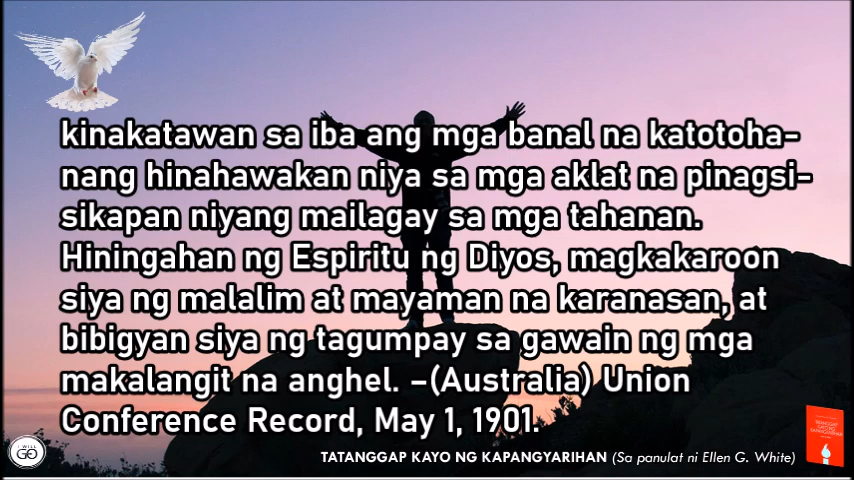 kinakatawan sa iba ang mga banal na katotoha-
nang hinahawakan niya sa mga aklat na pinagsi-
sikapan niyang mailagay sa mga tahanan.
Hiningahan ng Espiritu ng Diyos, magkakaroon
siya ng malalim at mayaman na karanasan, at
bibigyan siya ng tagumpay sa gawain ng mga
makalangit na anghel. –(Australia) Union
Conference Record, May 1, 1901.
I WILL
GO
TATANGGAP KAYO NG KAPANGYARIHAN (Sa panulat ni Ellen G. White)